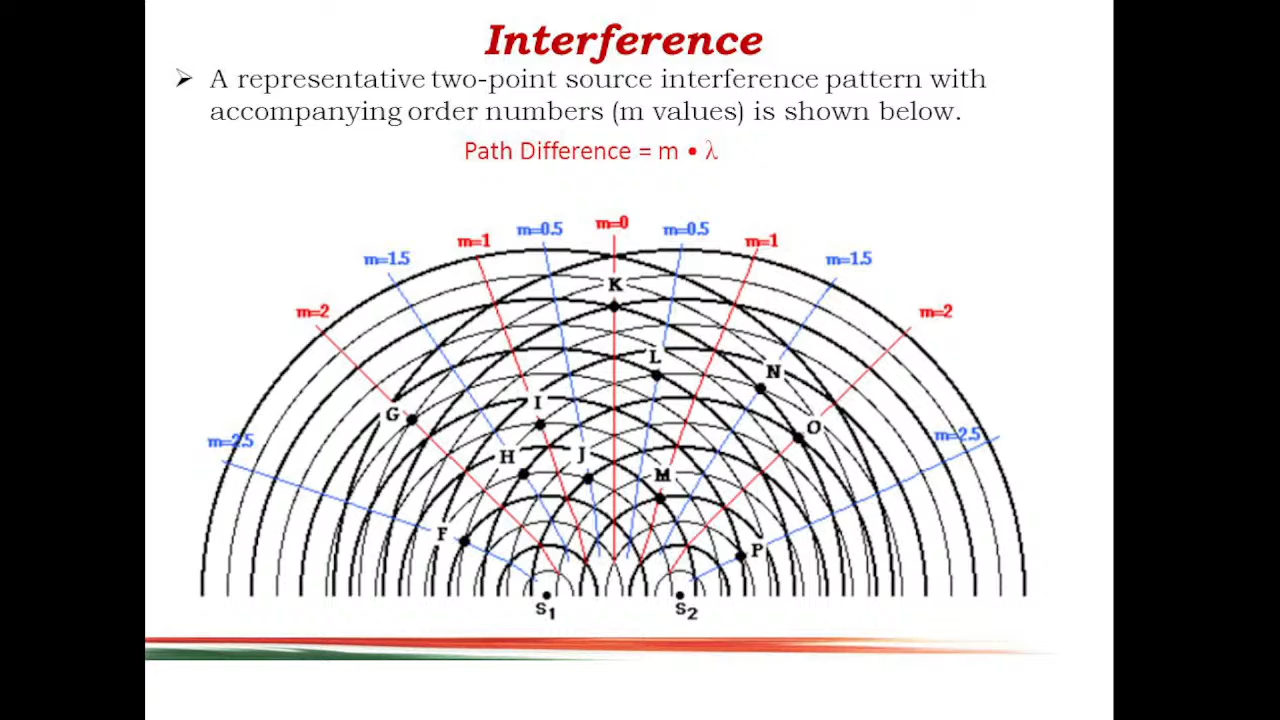 Interference
➢ A representative two-point source interference pattern with
accompanying order numbers (m values) is shown below.
Path Difference = m • λ
m=0
m=0.5
m=0.5
m=1
m=1
m=1.5
m=1.5
K
m=2
m=2
L
N
I
G
O
m=2.5
m=2.5
H
J
M
F
P
S1
S2